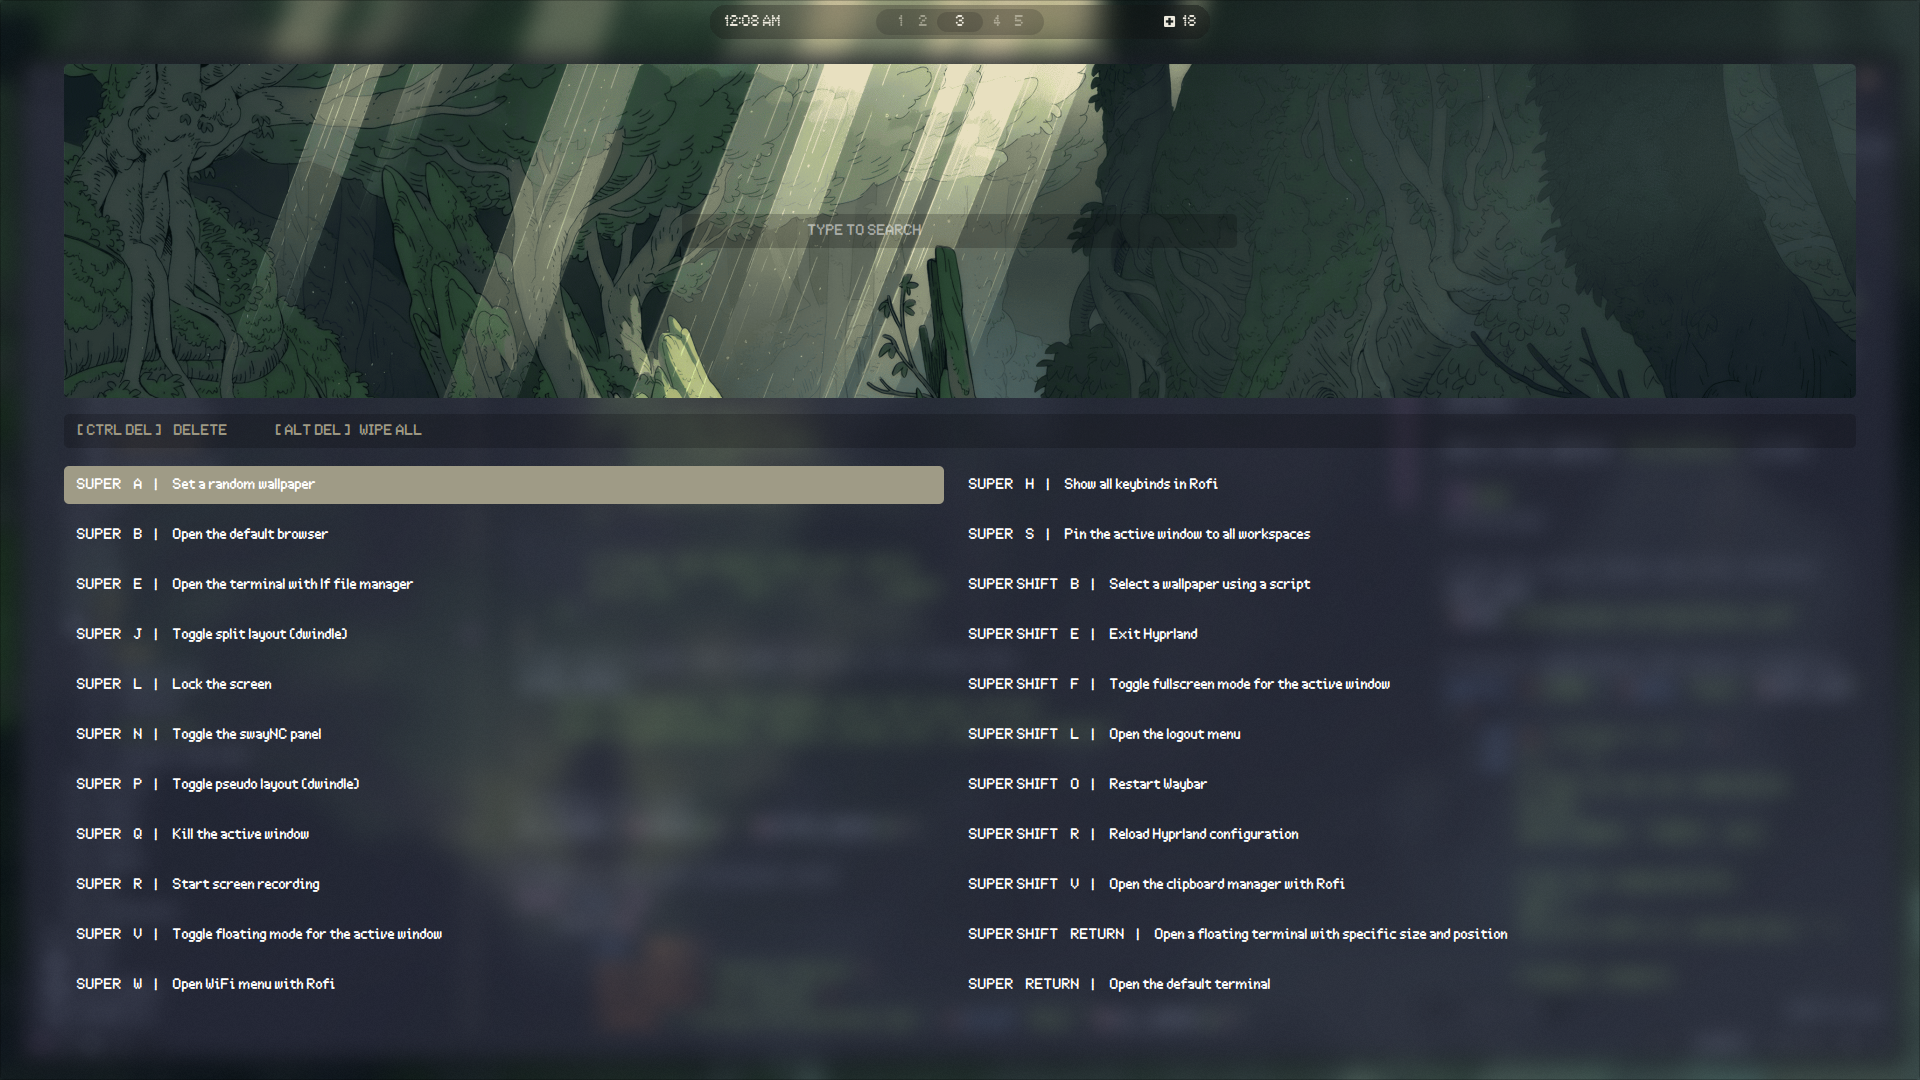 12:08 AM 1 2 3 4 5 18
TYPE TO SEARCH
[ CTRL DEL ] DELETE [ ALT DEL ] WIPE ALL
SUPER A | Set a random wallpaper
SUPER B | Open the default browser
SUPER E | Open the terminal with lf file manager
SUPER J | Toggle split layout (dwindle)
SUPER L | Lock the screen
SUPER N | Toggle the swayNC panel
SUPER P | Toggle pseudo layout (dwindle)
SUPER Q | Kill the active window
SUPER R | Start screen recording
SUPER V | Toggle floating mode for the active window
SUPER W | Open WiFi menu with Rofi
SUPER H | Show all keybinds in Rofi
SUPER S | Pin the active window to all workspaces
SUPER SHIFT B | Select a wallpaper using a script
SUPER SHIFT E | Exit Hyprland
SUPER SHIFT F | Toggle fullscreen mode for the active window
SUPER SHIFT L | Open the logout menu
SUPER SHIFT O | Restart Waybar
SUPER SHIFT R | Reload Hyprland configuration
SUPER SHIFT V | Open the clipboard manager with Rofi
SUPER SHIFT RETURN | Open a floating terminal with specific size and position
SUPER RETURN | Open the default terminal